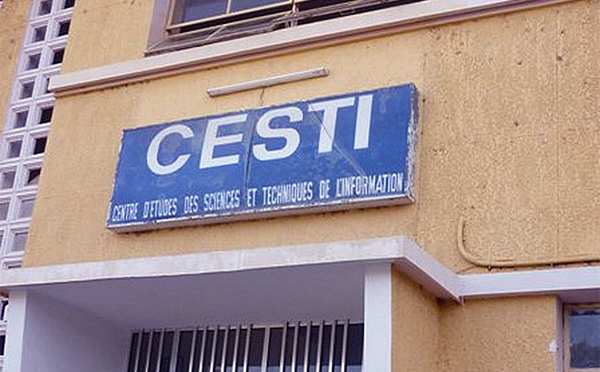 CESTI
CENTRE D'ETUDES DES SCIENCES ET TECHNIQUES DE L'INFORMATION